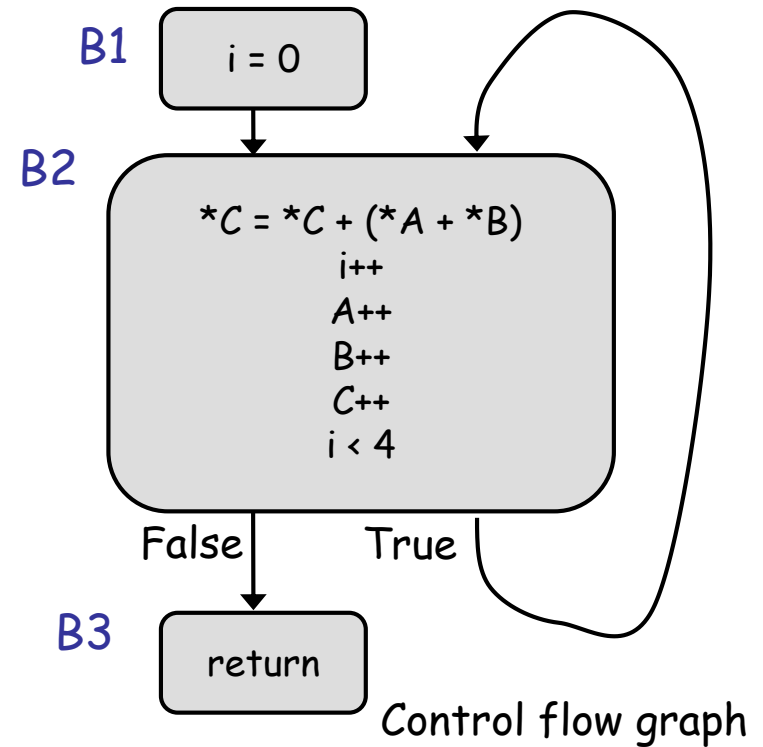 B1
i = 0
B2
*C = *C + (*A + *B)
i++
A++
B++
C++
i < 4
False
True
B3
return
Control flow graph